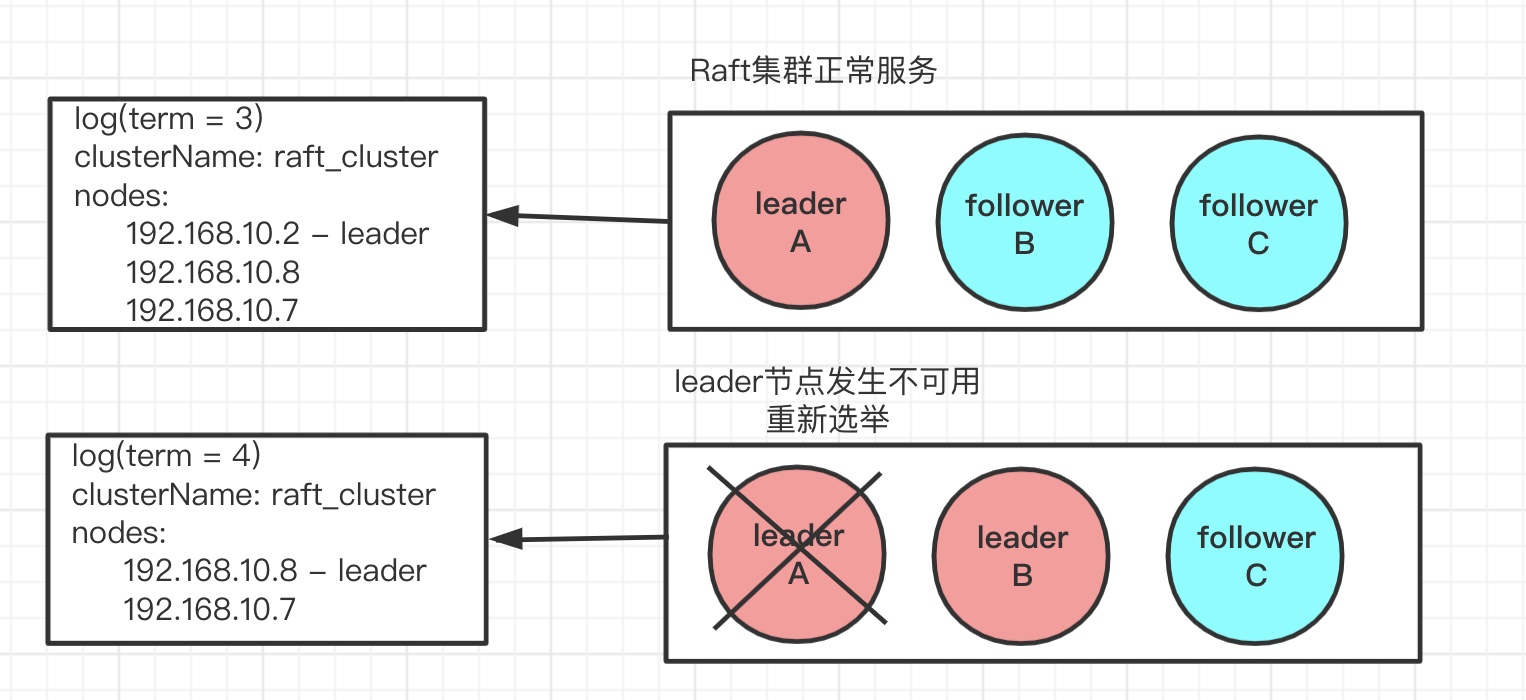 Raft集群正常服务
log(term = 3)
clusterName: raft_cluster
nodes:
192.168.10.2 – leader
192.168.10.8
192.168.10.7
leader
A
follower
B
follower
C
leader节点发生不可用
重新选举
log(term = 4)
clusterName: raft_cluster
nodes:
192.168.10.8 – leader
192.168.10.7
leader
A
leader
B
follower
C